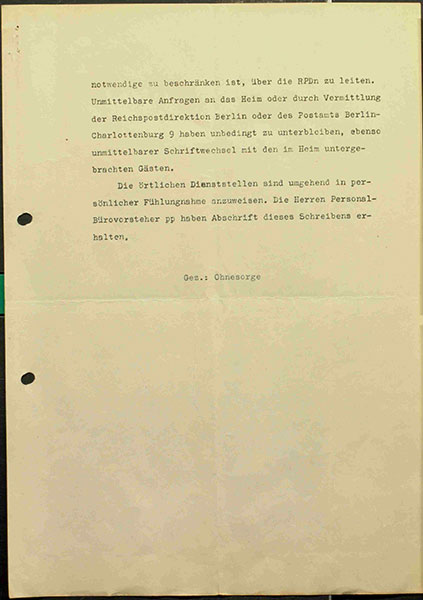 notwendige zu beschränken ist, über die RPDn zu leiten.
Unmittelbare Anfragen an das Heim oder durch Vermittlung
der Reichspostdirektion Berlin oder des Postamts Berlin-
Charlottenburg 9 haben unbedingt zu unterbleiben, ebenso
unmittelbarer Schriftwechsel mit den im Heim unterge-
brachten Gästen.
Die örtlichen Dienststellen sind umgehend in per-
sönlicher Fühlungnahme anzuweisen. Die Herren Personal-
Bürovorsteher pp haben Abschrift dieses Schreibens er-
halten.
Gez.: Ohnesorge